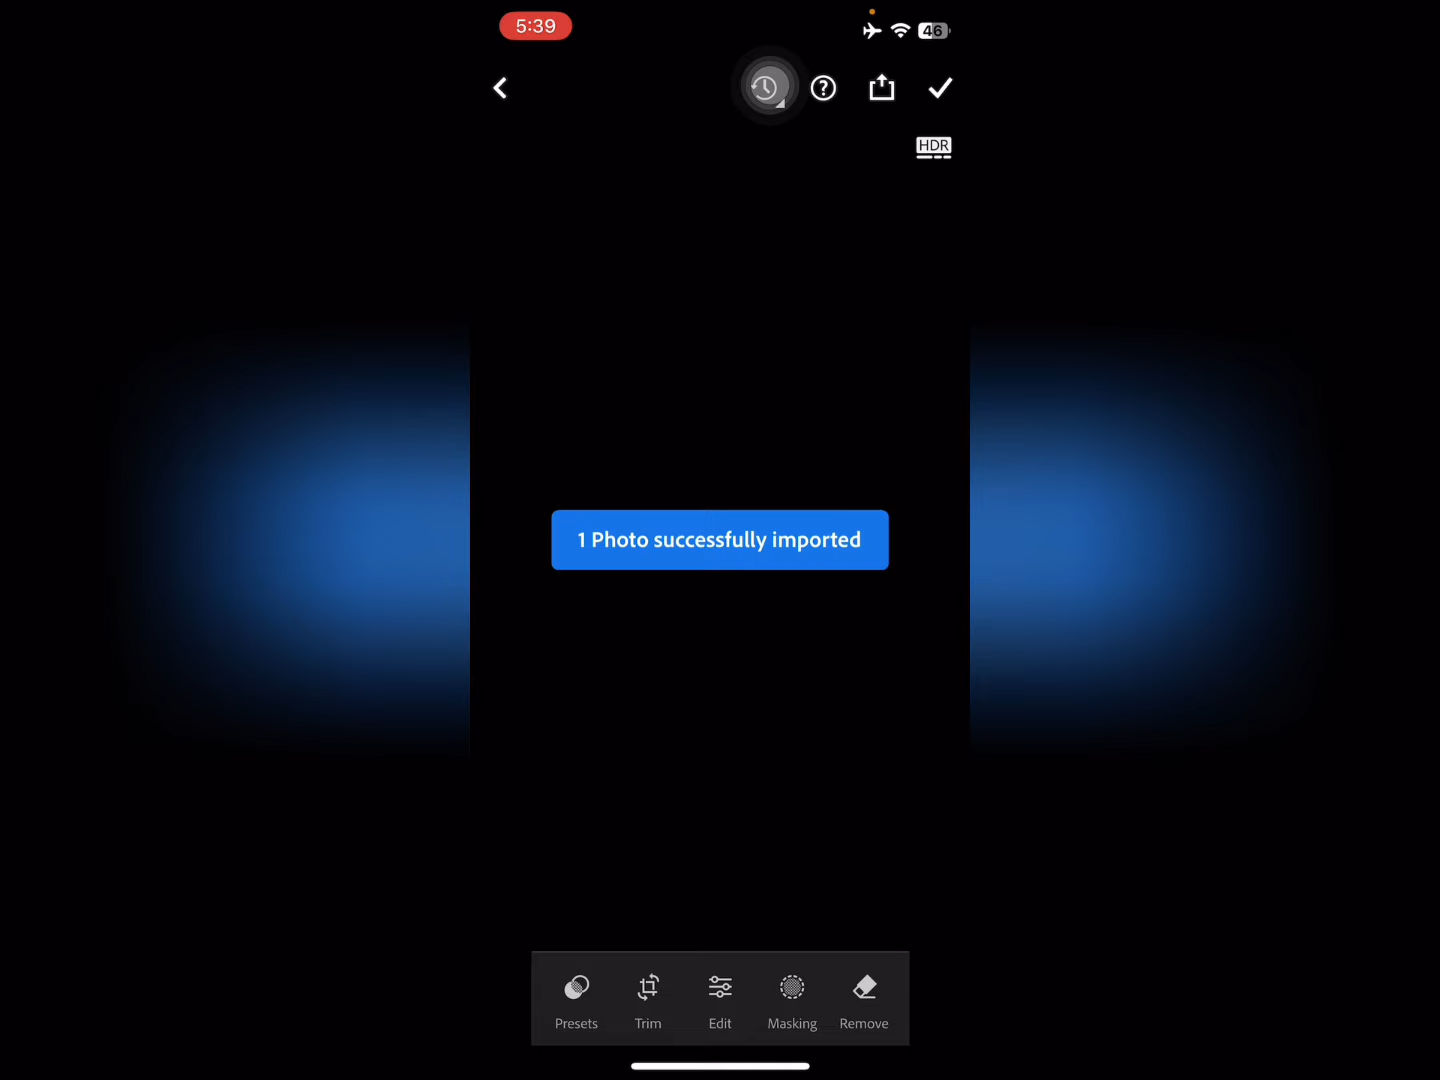 5:39
46
?
HDR
1 Photo successfully imported
Presets
Trim
Edit
Masking
Remove